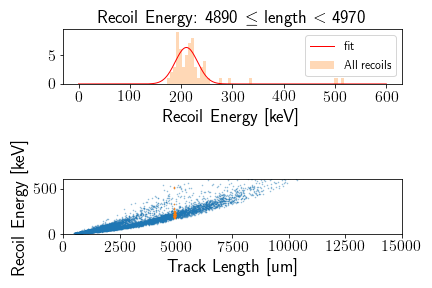 Recoil Energy: 4890 ≤ length < 4970
5
0
fit
All recoils
0 100 200 300 400 500 600
Recoil Energy [keV]
Recoil Energy [keV]
500
0
0 2500 5000 7500 10000 12500 15000
Track Length [um]